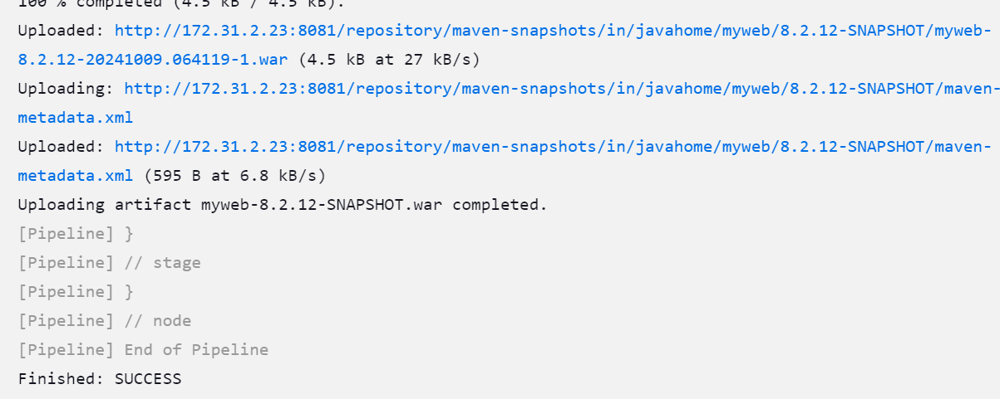 100 % completed (4.5 kB / 4.5 kB).
Uploaded: http://172.31.2.23:8081/repository/maven-snapshots/in/javahome/myweb/8.2.12-SNAPSHOT/myweb-
8.2.12-20241009.064119-1.war (4.5 kB at 27 kB/s)
Uploading: http://172.31.2.23:8081/repository/maven-snapshots/in/javahome/myweb/8.2.12-SNAPSHOT/maven-
metadata.xml
Uploaded: http://172.31.2.23:8081/repository/maven-snapshots/in/javahome/myweb/8.2.12-SNAPSHOT/maven-
metadata.xml (595 B at 6.8 kB/s)
Uploading artifact myweb-8.2.12-SNAPSHOT.war completed.
[Pipeline] }
[Pipeline] // stage
[Pipeline] }
[Pipeline] // node
[Pipeline] End of Pipeline
Finished: SUCCESS